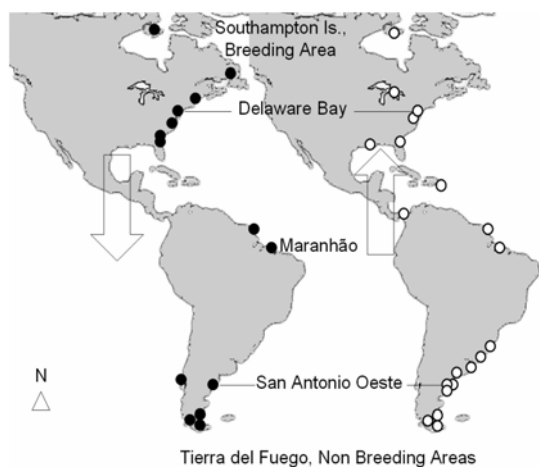 Southampton Is.,
Breeding Area
Delaware Bay
Maranhão
San Antonio Oeste
N
Tierra del Fuego, Non Breeding Areas